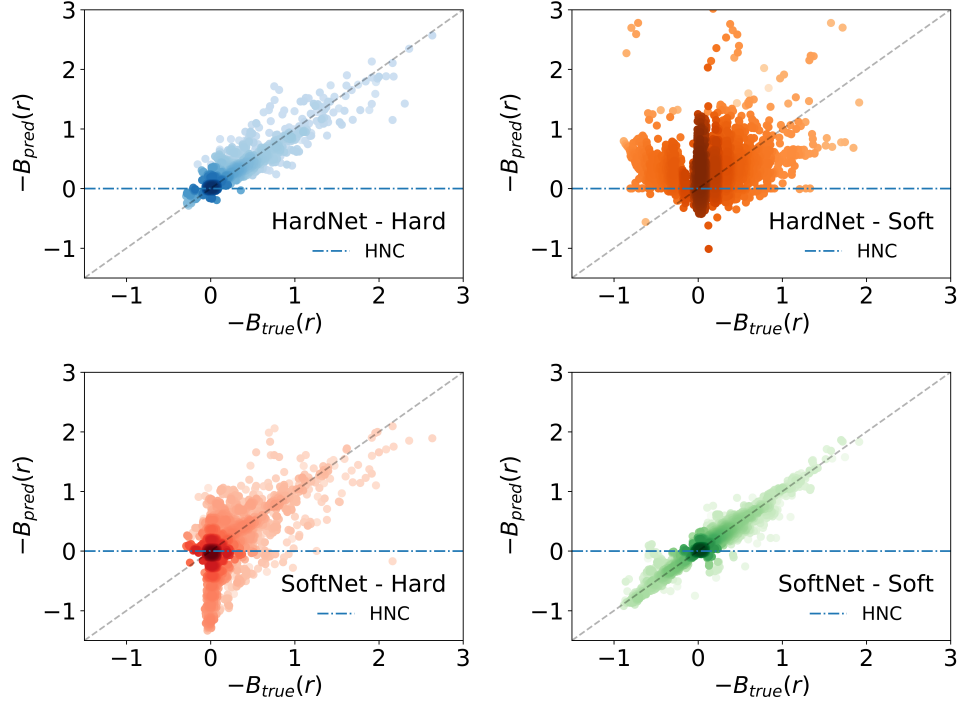 3
2
1
0
−1
−B_pred(r)
HardNet - Hard
HNC
−1 0 1 2 3
−B_true(r)
3
2
1
0
−1
−B_pred(r)
HardNet - Soft
HNC
−1 0 1 2 3
−B_true(r)
3
2
1
0
−1
−B_pred(r)
SoftNet - Hard
HNC
−1 0 1 2 3
−B_true(r)
3
2
1
0
−1
−B_pred(r)
SoftNet - Soft
HNC
−1 0 1 2 3
−B_true(r)